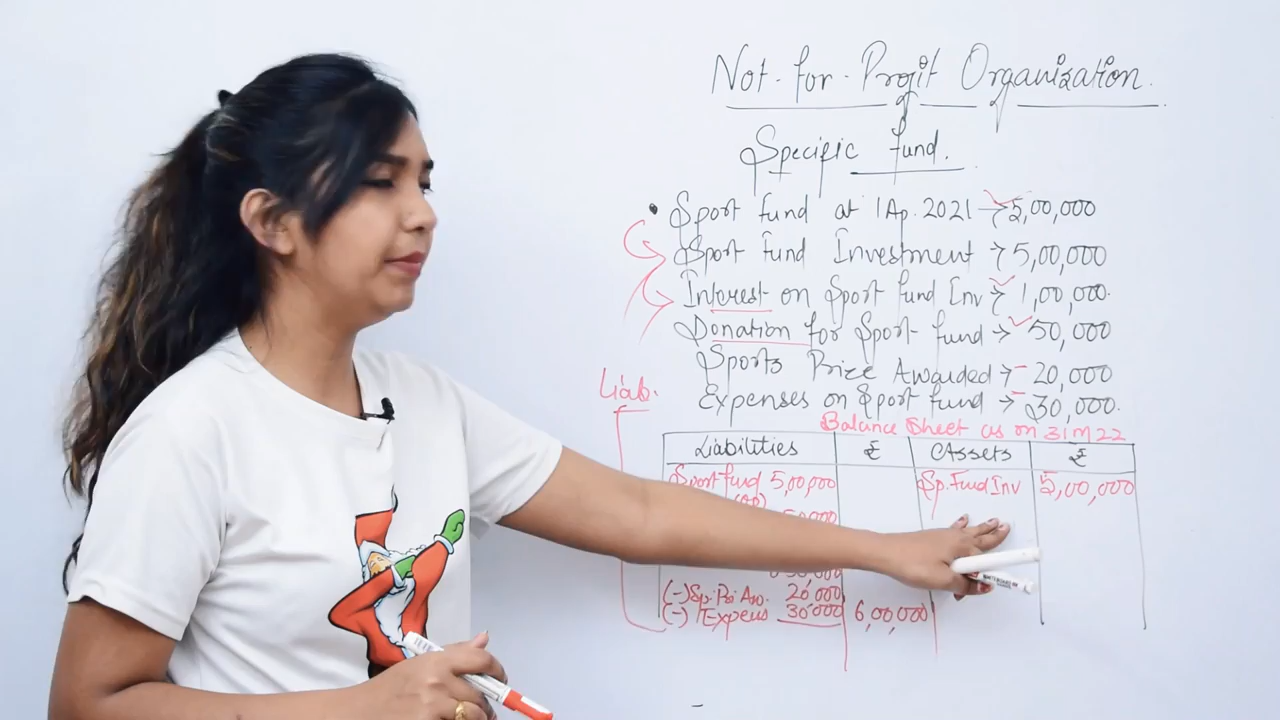 Not-for-Profit Organization.
Specific fund.
• Sport fund at 1 Ap. 2021 → 5,00,000
Sport fund Investment → 5,00,000
Interest on Sport fund Inv → 1,00,000.
Donation for Sport fund → 50,000
Sports Prize Awarded → 20,000
Expenses on Sport fund → 30,000.
Liab.
Balance Sheet as on 31 M 22
Liabilities ₹ Assets ₹
Sport fund 5,00,000 Sp. Fund Inv 5,00,000
50,000
(-) Sp. Pri Aw. 20,000
(-) Expens 30,000 6,00,000